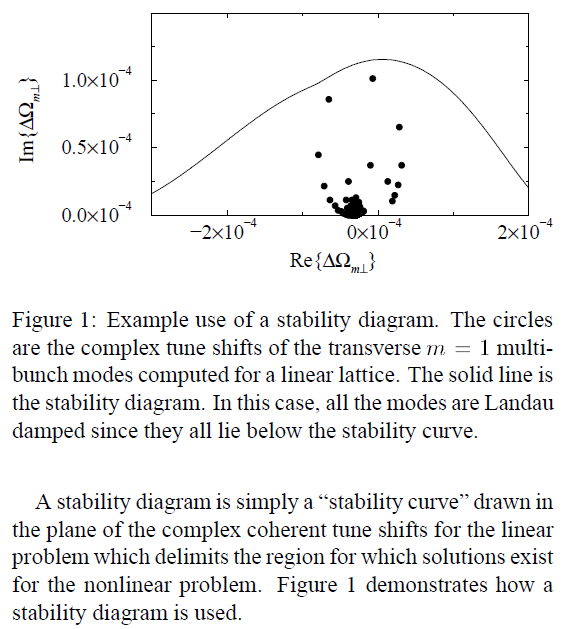 Im{ΔΩm⊥}
1.0×10⁻⁴
0.5×10⁻⁴
0.0×10⁻⁴
−2×10⁻⁴ 0×10⁻⁴ 2×10⁻⁴
Re{ΔΩm⊥}
Figure 1: Example use of a stability diagram. The circles
are the complex tune shifts of the transverse m = 1 multi-
bunch modes computed for a linear lattice. The solid line is
the stability diagram. In this case, all the modes are Landau
damped since they all lie below the stability curve.
A stability diagram is simply a “stability curve” drawn in
the plane of the complex coherent tune shifts for the linear
problem which delimits the region for which solutions exist
for the nonlinear problem. Figure 1 demonstrates how a
stability diagram is used.